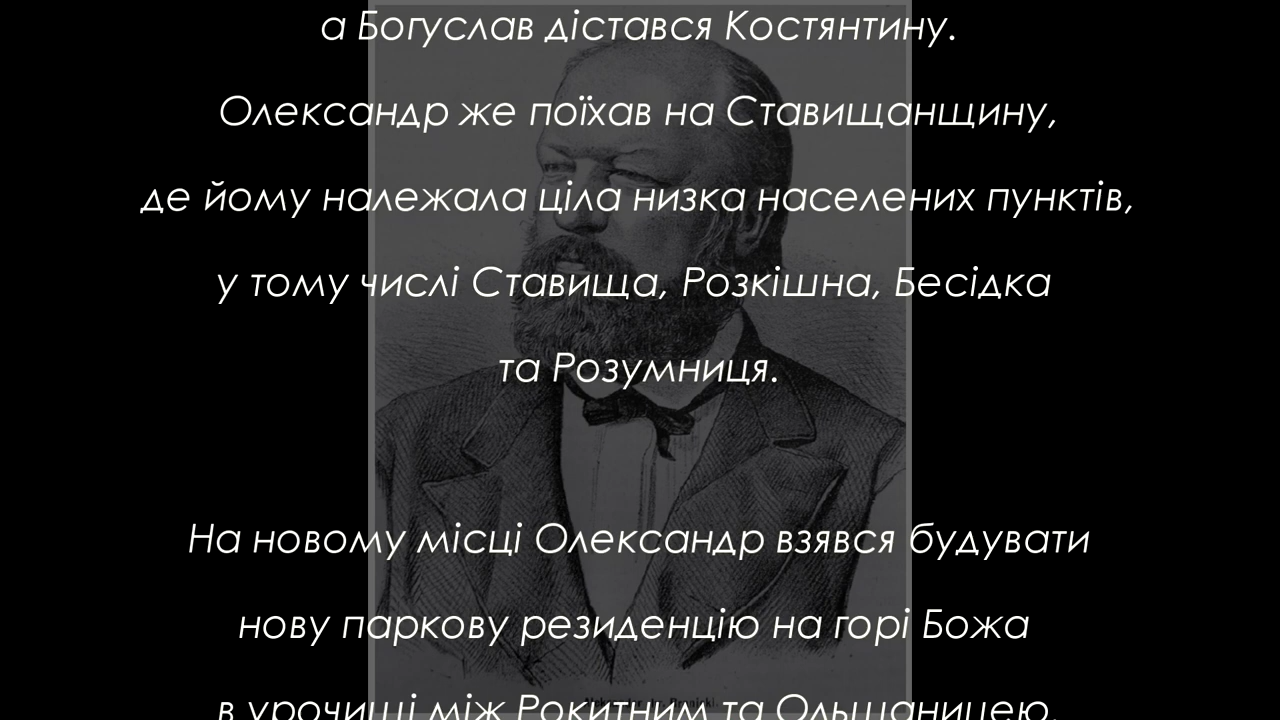 а Богуслав дістався Костянтину.
Олександр же поїхав на Ставищанщину,
де йому належала ціла низка населених пунктів,
у тому числі Ставища, Розкішна, Бесідка
та Розумниця.
На новому місці Олександр взявся будувати
нову паркову резиденцію на горі Божа
в урочищі між Рокитним та Ольшаницею.